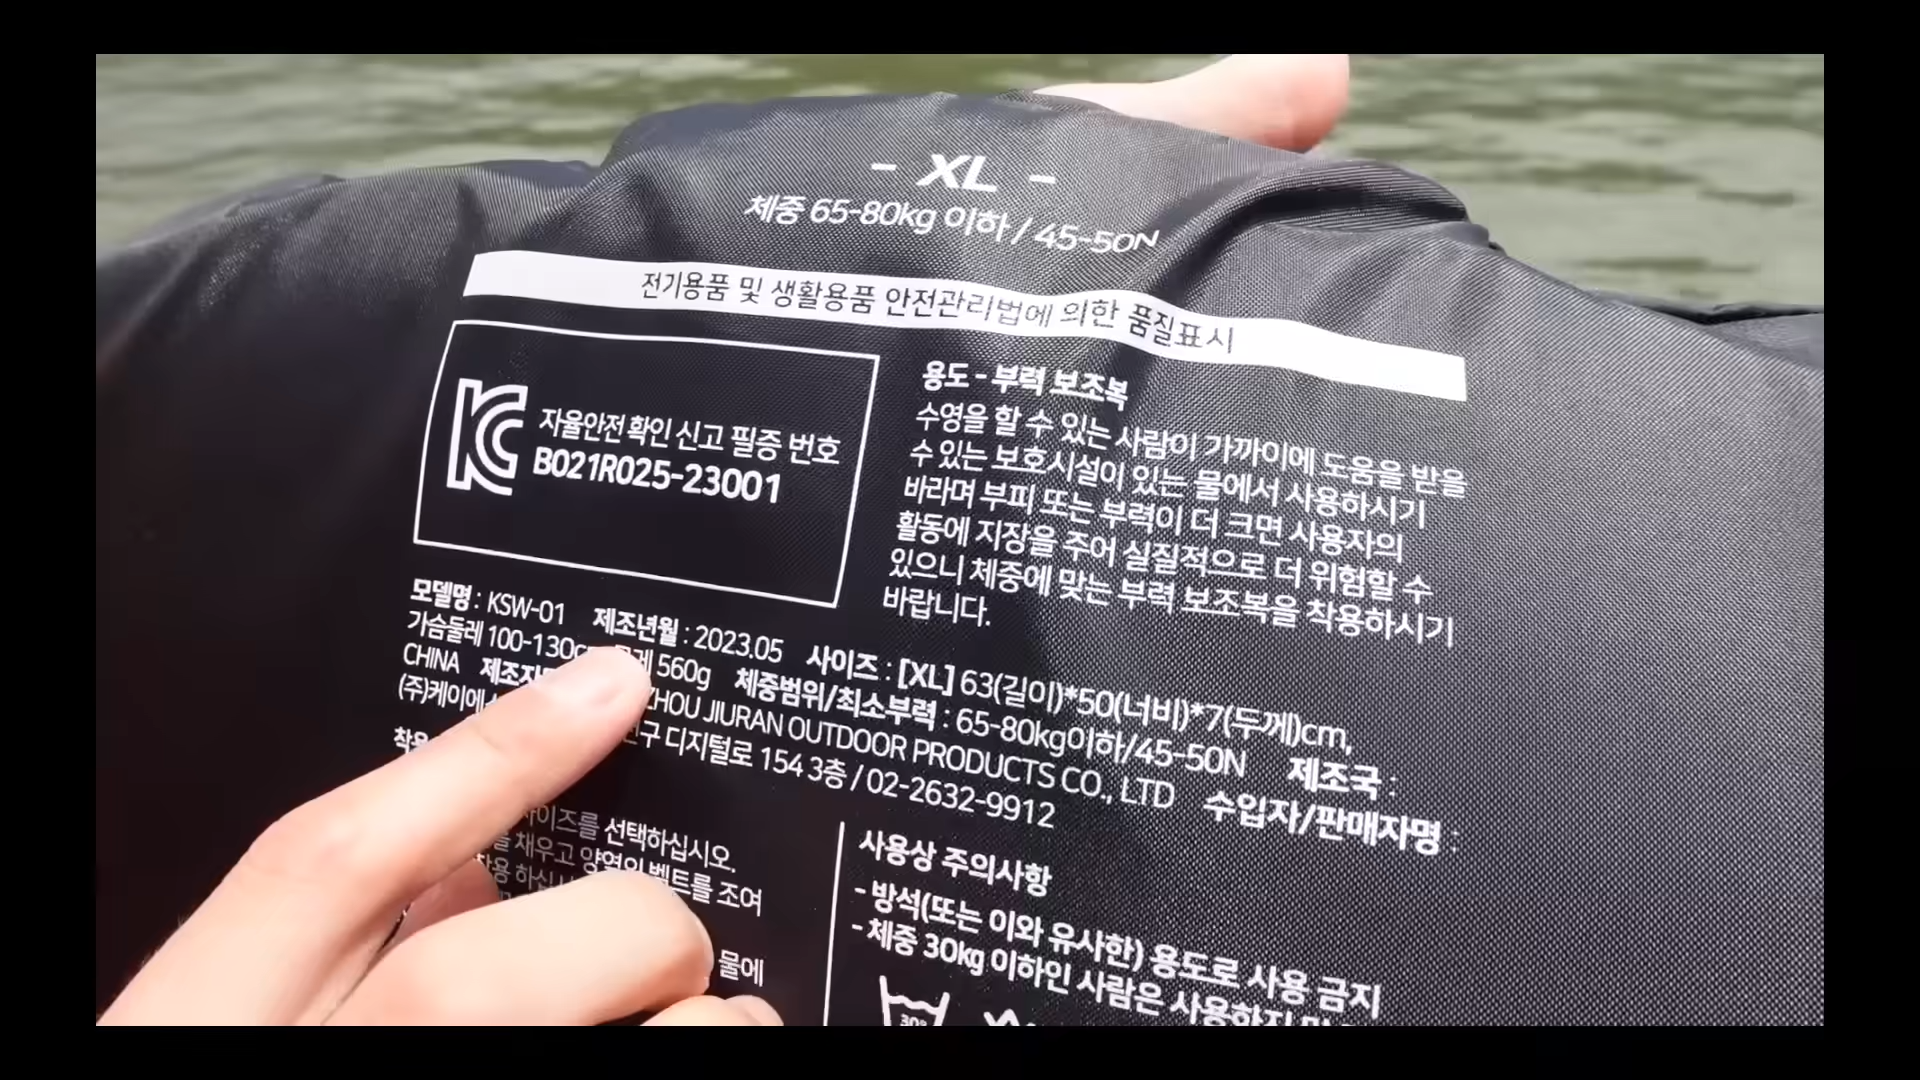 - XL -
체중 65-80kg 이하 / 45-50N
전기용품 및 생활용품 안전관리법에 의한 품질표시
KC 자율안전 확인 신고 필증 번호
B021R025-23001
용도 - 부력 보조복
수영을 할 수 있는 사람이 가까이에 도움을 받을
수 있는 보호시설이 있는 물에서 사용하시기
바라며 부피 또는 부력이 더 크면 사용자의
활동에 지장을 주어 실질적으로 더 위험할 수
있으니 체중에 맞는 부력 보조복을 착용하시기
바랍니다.
모델명 : KSW-01 제조년월 : 2023.05 사이즈 : [XL] 63(길이)*50(너비)*7(두께)cm,
가슴둘레 100-130 560g 체중범위/최소부력 : 65-80kg이하/45-50N 제조국 :
CHINA JIURAN OUTDOOR PRODUCTS CO., LTD 수입자/판매자명 :
디지털로 154 3층 / 02-2632-9912
선택하십시오.
채우고 양옆의 벨트를 조여
물에
사용상 주의사항
- 방석(또는 이와 유사한) 용도로 사용 금지
- 체중 30kg 이하인 사람은
30°